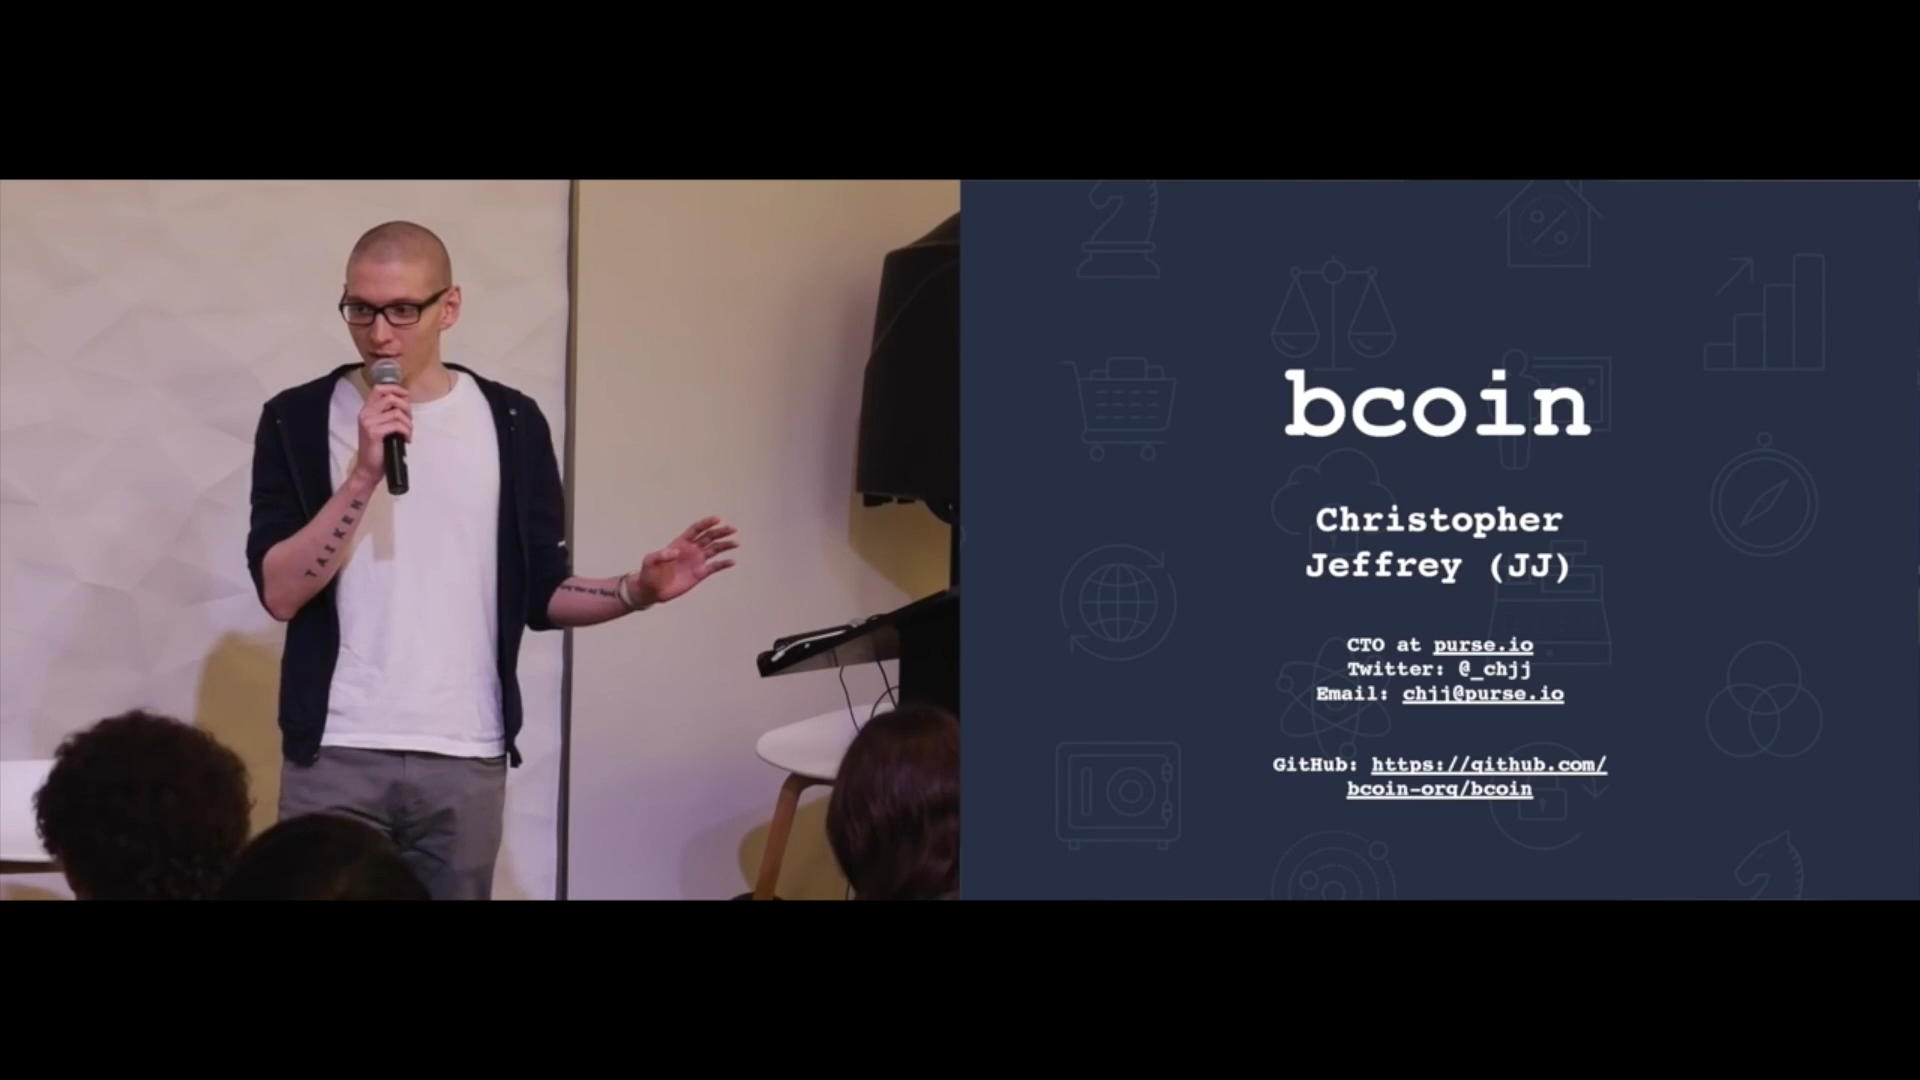 TAIKEN
bcoin
Christopher
Jeffrey (JJ)
CTO at purse.io
Twitter: @_chjj
Email: chjj@purse.io
GitHub: https://github.com/
bcoin-org/bcoin